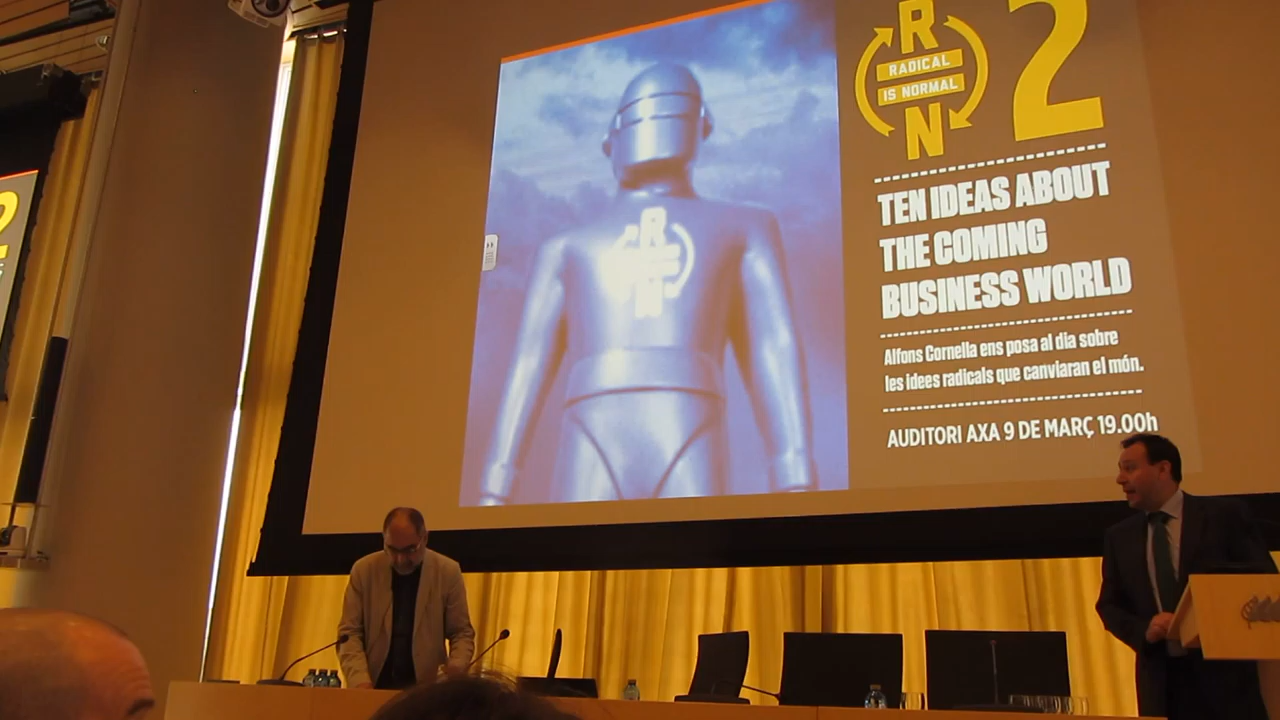 R
RADICAL
IS NORMAL
N
2
TEN IDEAS ABOUT
THE COMING
BUSINESS WORLD
Alfons Cornella ens posa al dia sobre
les idees radicals que canviaran el món.
AUDITORI AXA 9 DE MARÇ 19.00h
R
N
2